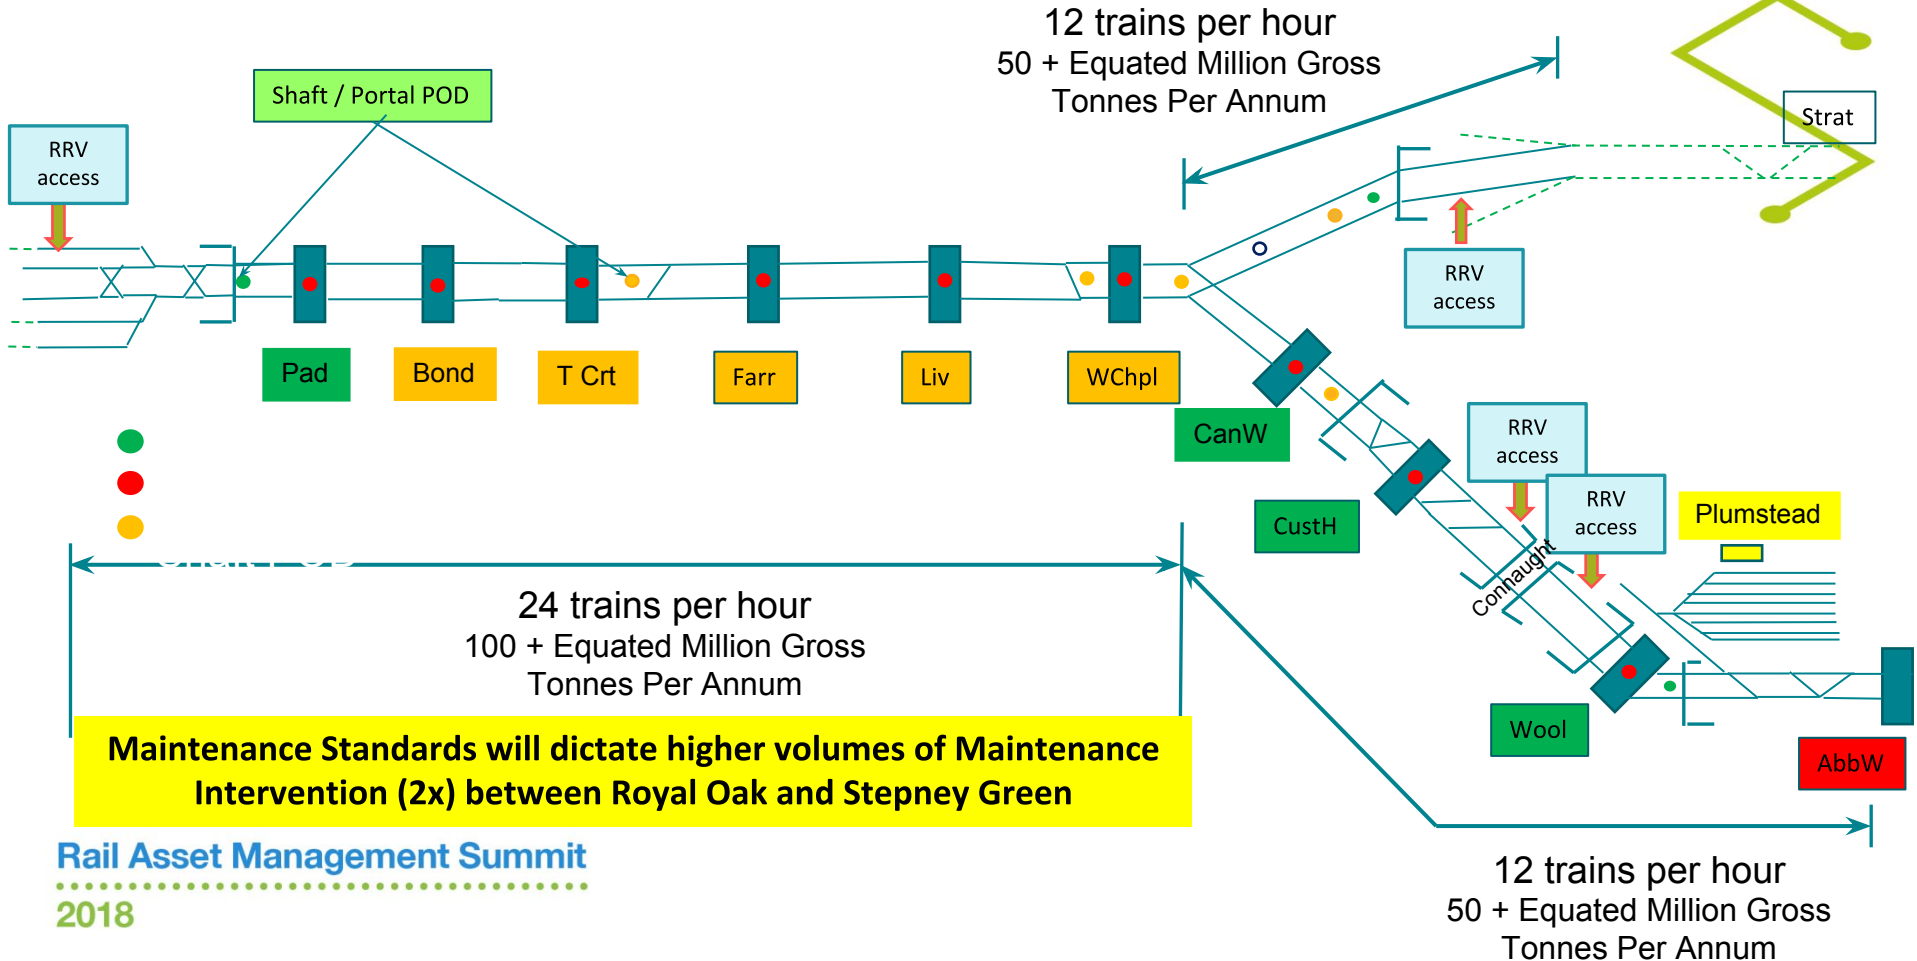 12 trains per hour
50 + Equated Million Gross
Tonnes Per Annum
Shaft / Portal POD
Strat
RRV
access
RRV
access
Pad
Bond
T Crt
Farr
Liv
WChpl
CanW
RRV
access
RRV
access
Plumstead
CustH
Connaught
24 trains per hour
100 + Equated Million Gross
Tonnes Per Annum
Wool
AbbW
Maintenance Standards will dictate higher volumes of Maintenance
Intervention (2x) between Royal Oak and Stepney Green
Rail Asset Management Summit
2018
12 trains per hour
50 + Equated Million Gross
Tonnes Per Annum